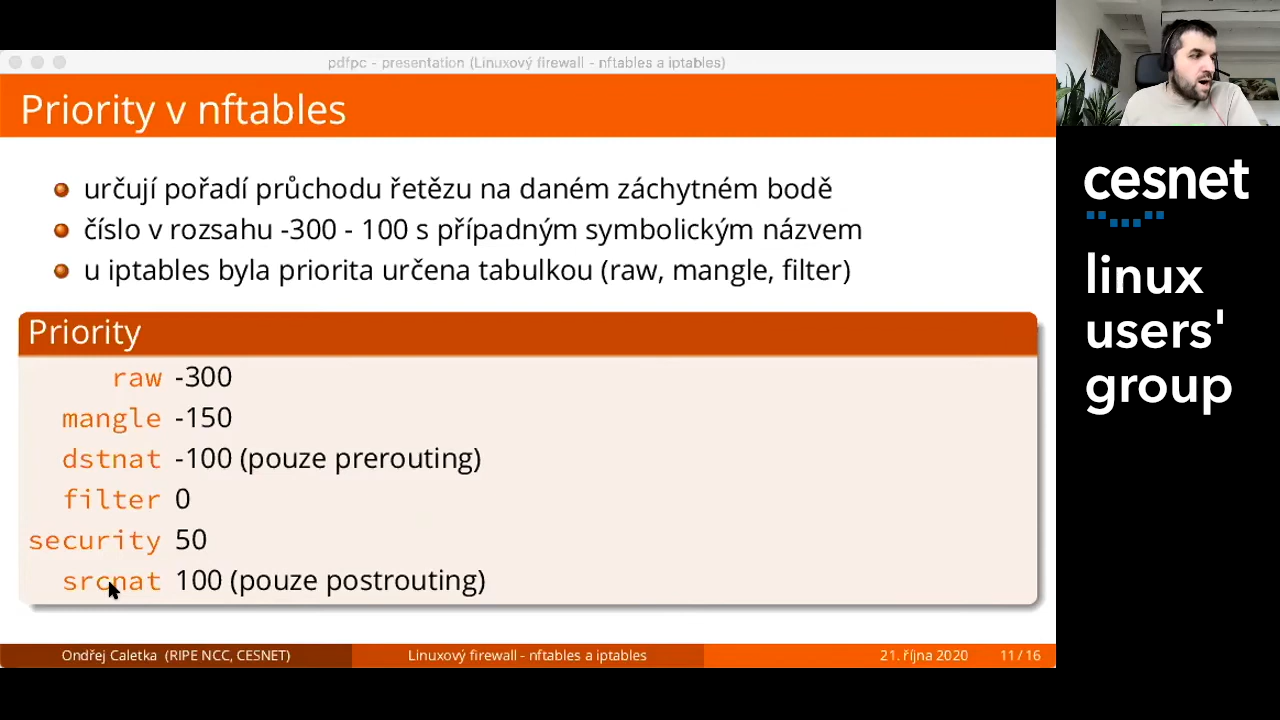 pdfpc - presentation (Linuxový firewall - nftables a iptables)
Priority v nftables
určují pořadí průchodu řetězu na daném záchytném bodě
číslo v rozsahu -300 - 100 s případným symbolickým názvem
u iptables byla priorita určena tabulkou (raw, mangle, filter)
Priority
raw -300
mangle -150
dstnat -100 (pouze prerouting)
filter 0
security 50
srcnat 100 (pouze postrouting)
Ondřej Caletka (RIPE NCC, CESNET)
Linuxový firewall - nftables a iptables
21. října 2020
11 / 16
cesnet
linux
users'
group